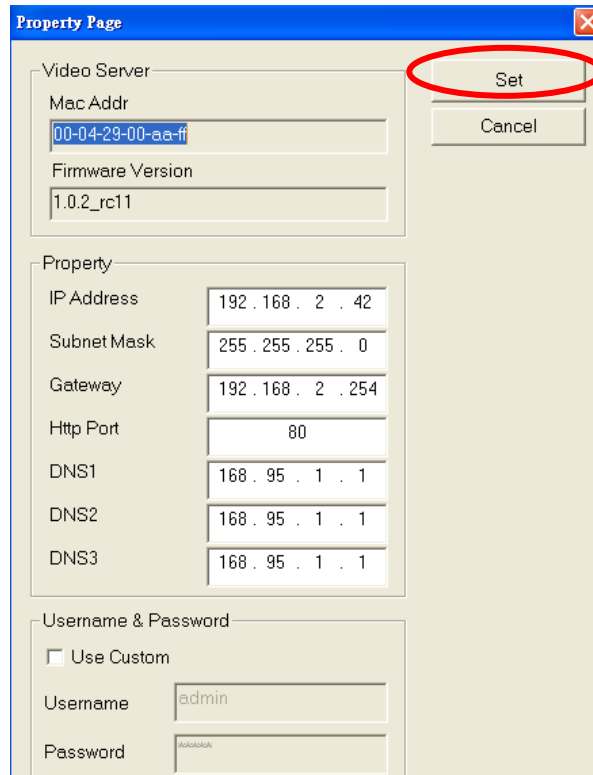 Property Page
Set
Cancel
Video Server
Mac Addr
00-04-29-00-aa-ff
Firmware Version
1.0.2_rc11
Property
IP Address 192 . 168 . 2 . 42
Subnet Mask 255 . 255 . 255 . 0
Gateway 192 . 168 . 2 . 254
Http Port 80
DNS1 168 . 95 . 1 . 1
DNS2 168 . 95 . 1 . 1
DNS3 168 . 95 . 1 . 1
Username & Password
Use Custom
Username admin
Password *****